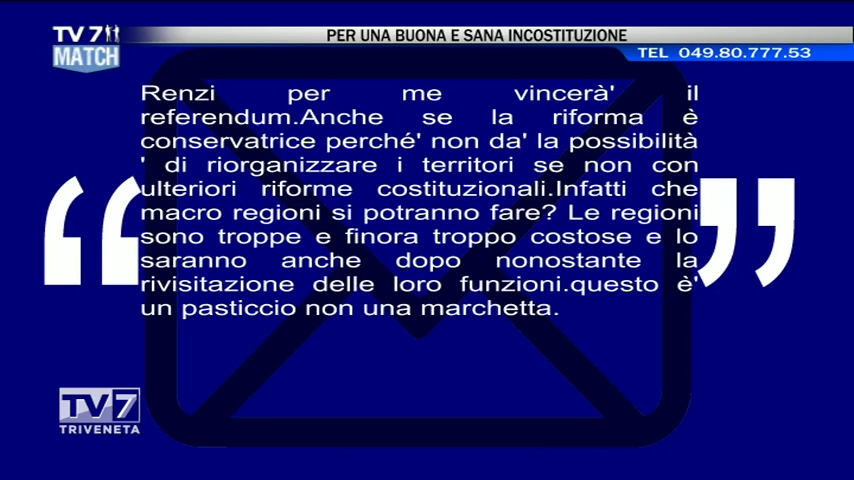 TV7
MATCH
PER UNA BUONA E SANA INCOSTITUZIONE
TEL 049.80.777.53
Renzi per me vincerà' il
referendum.Anche se la riforma è
conservatrice perché' non da' la possibilità
' di riorganizzare i territori se non con
ulteriori riforme costituzionali.Infatti che
macro regioni si potranno fare? Le regioni
sono troppe e finora troppo costose e lo
saranno anche dopo nonostante la
rivisitazione delle loro funzioni.questo è'
un pasticcio non una marchetta.
TV7
TRIVENETA